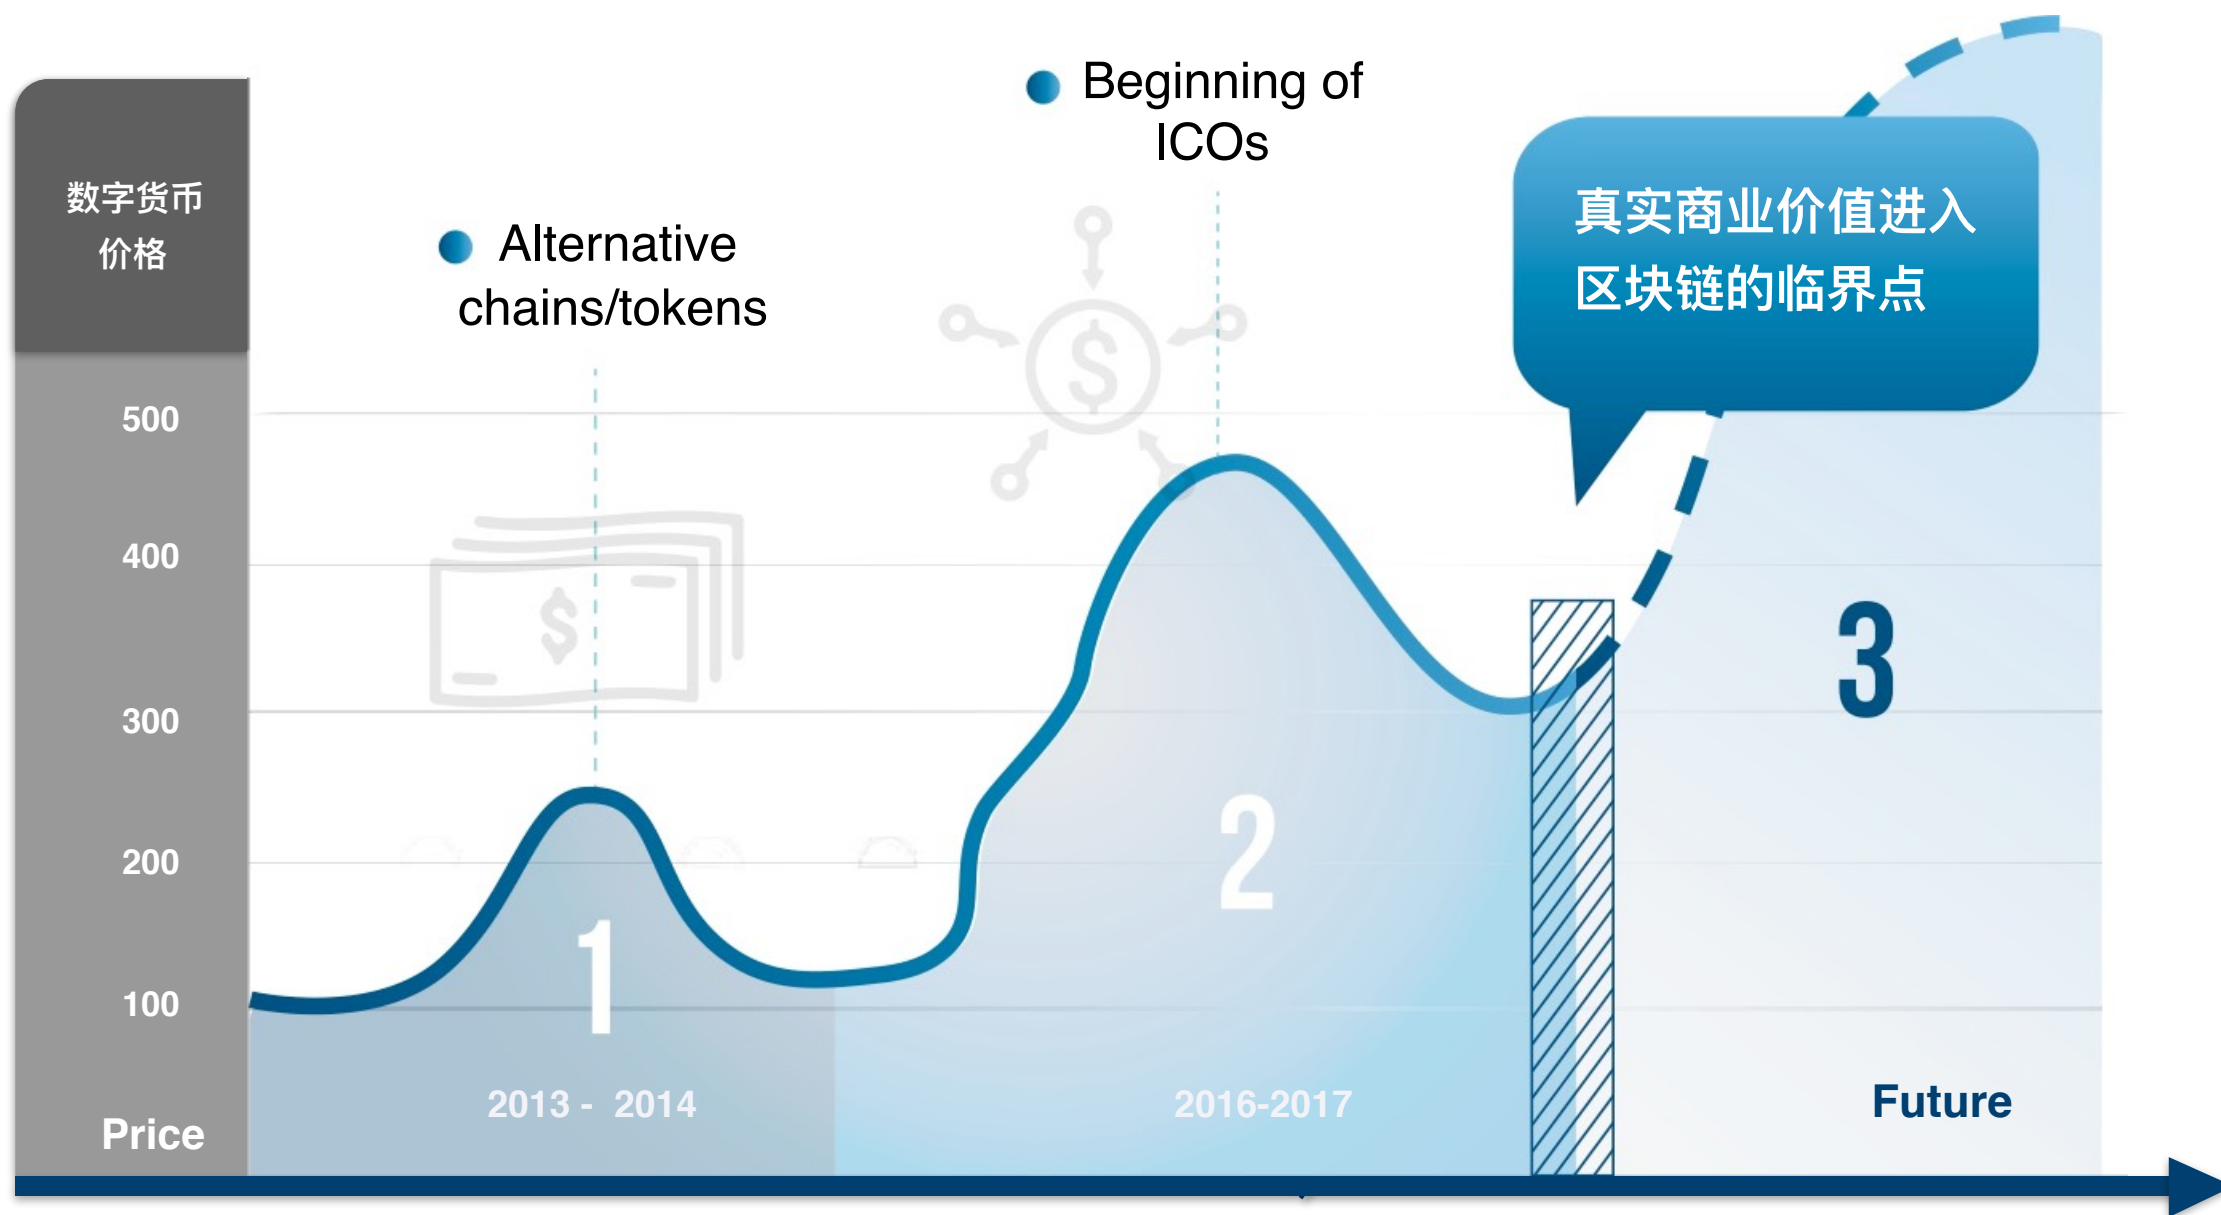 数字货币
价格
500
400
300
200
100
Price
Alternative
chains/tokens
Beginning of
ICOs
真实商业价值进入
区块链的临界点
$
$
1
2
3
2013 - 2014
2016-2017
Future